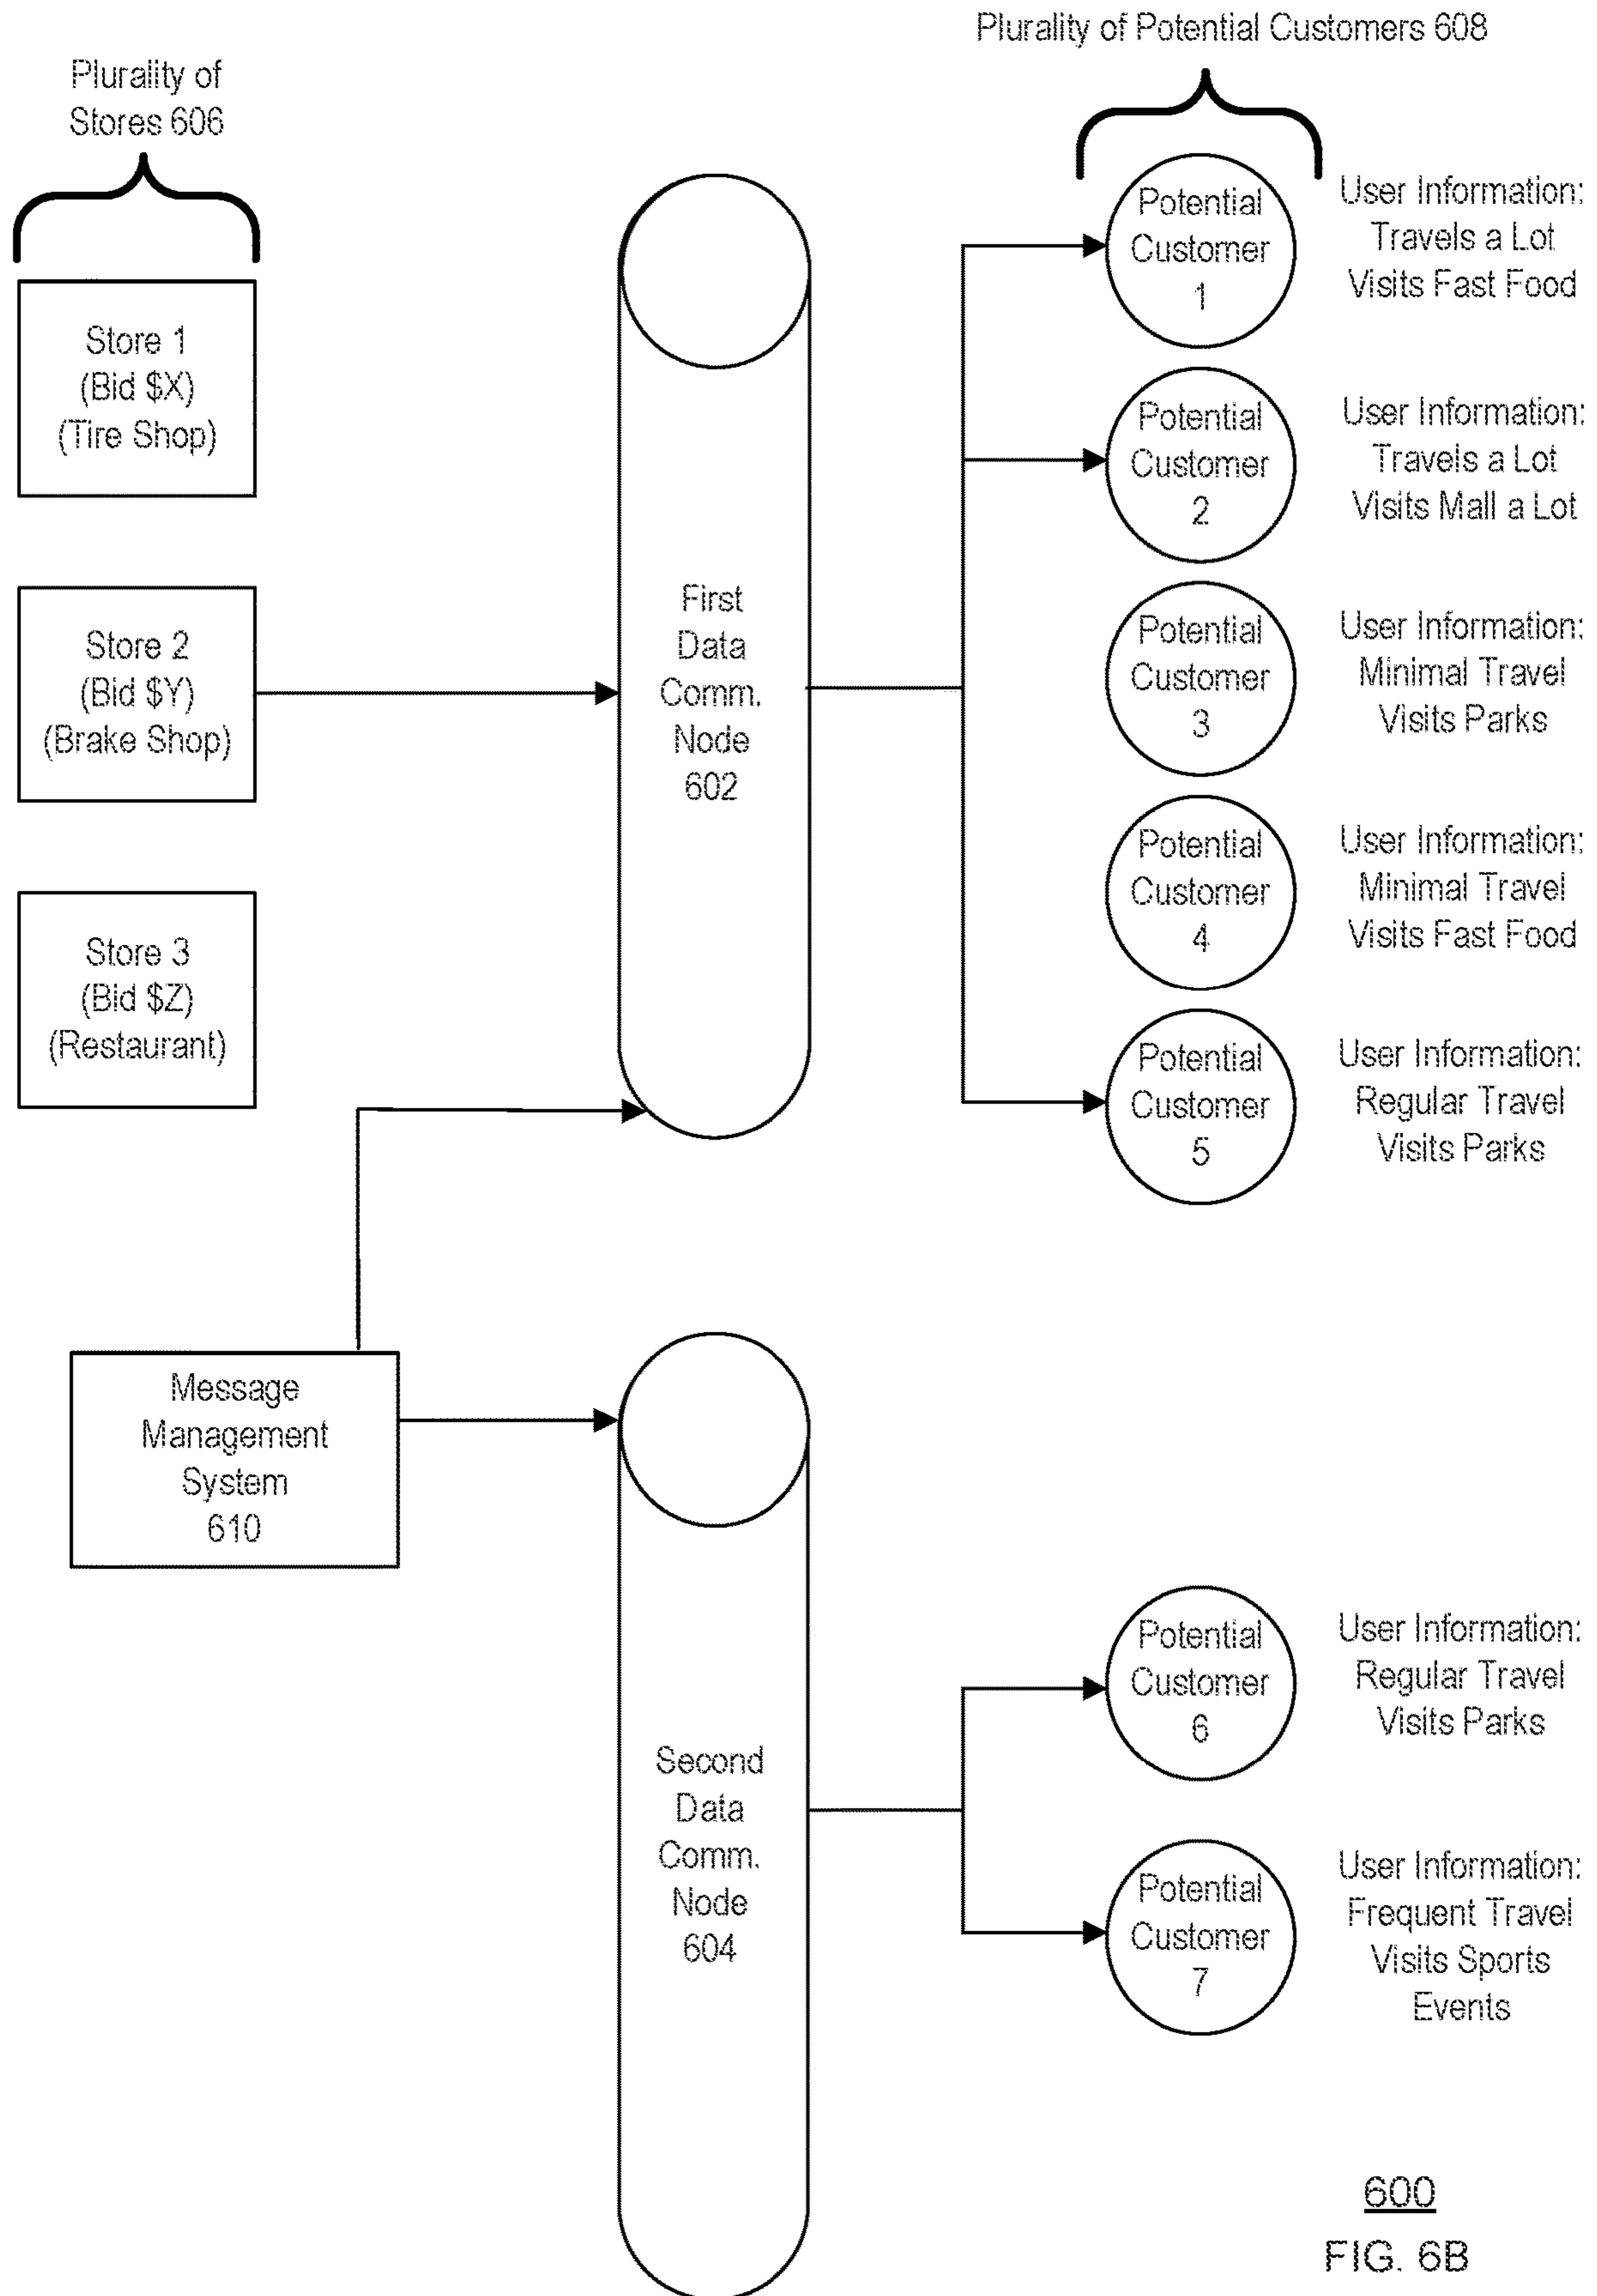 Plurality of Potential Customers 608
Plurality of
Stores 606
Store 1
(Bid $X)
(Tire Shop)
Store 2
(Bid $Y)
(Brake Shop)
Store 3
(Bid $Z)
(Restaurant)
Message
Management
System
610
First
Data
Comm.
Node
602
Second
Data
Comm.
Node
604
Potential
Customer
1
User Information:
Travels a Lot
Visits Fast Food
Potential
Customer
2
User Information:
Travels a Lot
Visits Mall a Lot
Potential
Customer
3
User Information:
Minimal Travel
Visits Parks
Potential
Customer
4
User Information:
Minimal Travel
Visits Fast Food
Potential
Customer
5
User Information:
Regular Travel
Visits Parks
Potential
Customer
6
User Information:
Regular Travel
Visits Parks
Potential
Customer
7
User Information:
Frequent Travel
Visits Sports
Events
600
FIG. 6B